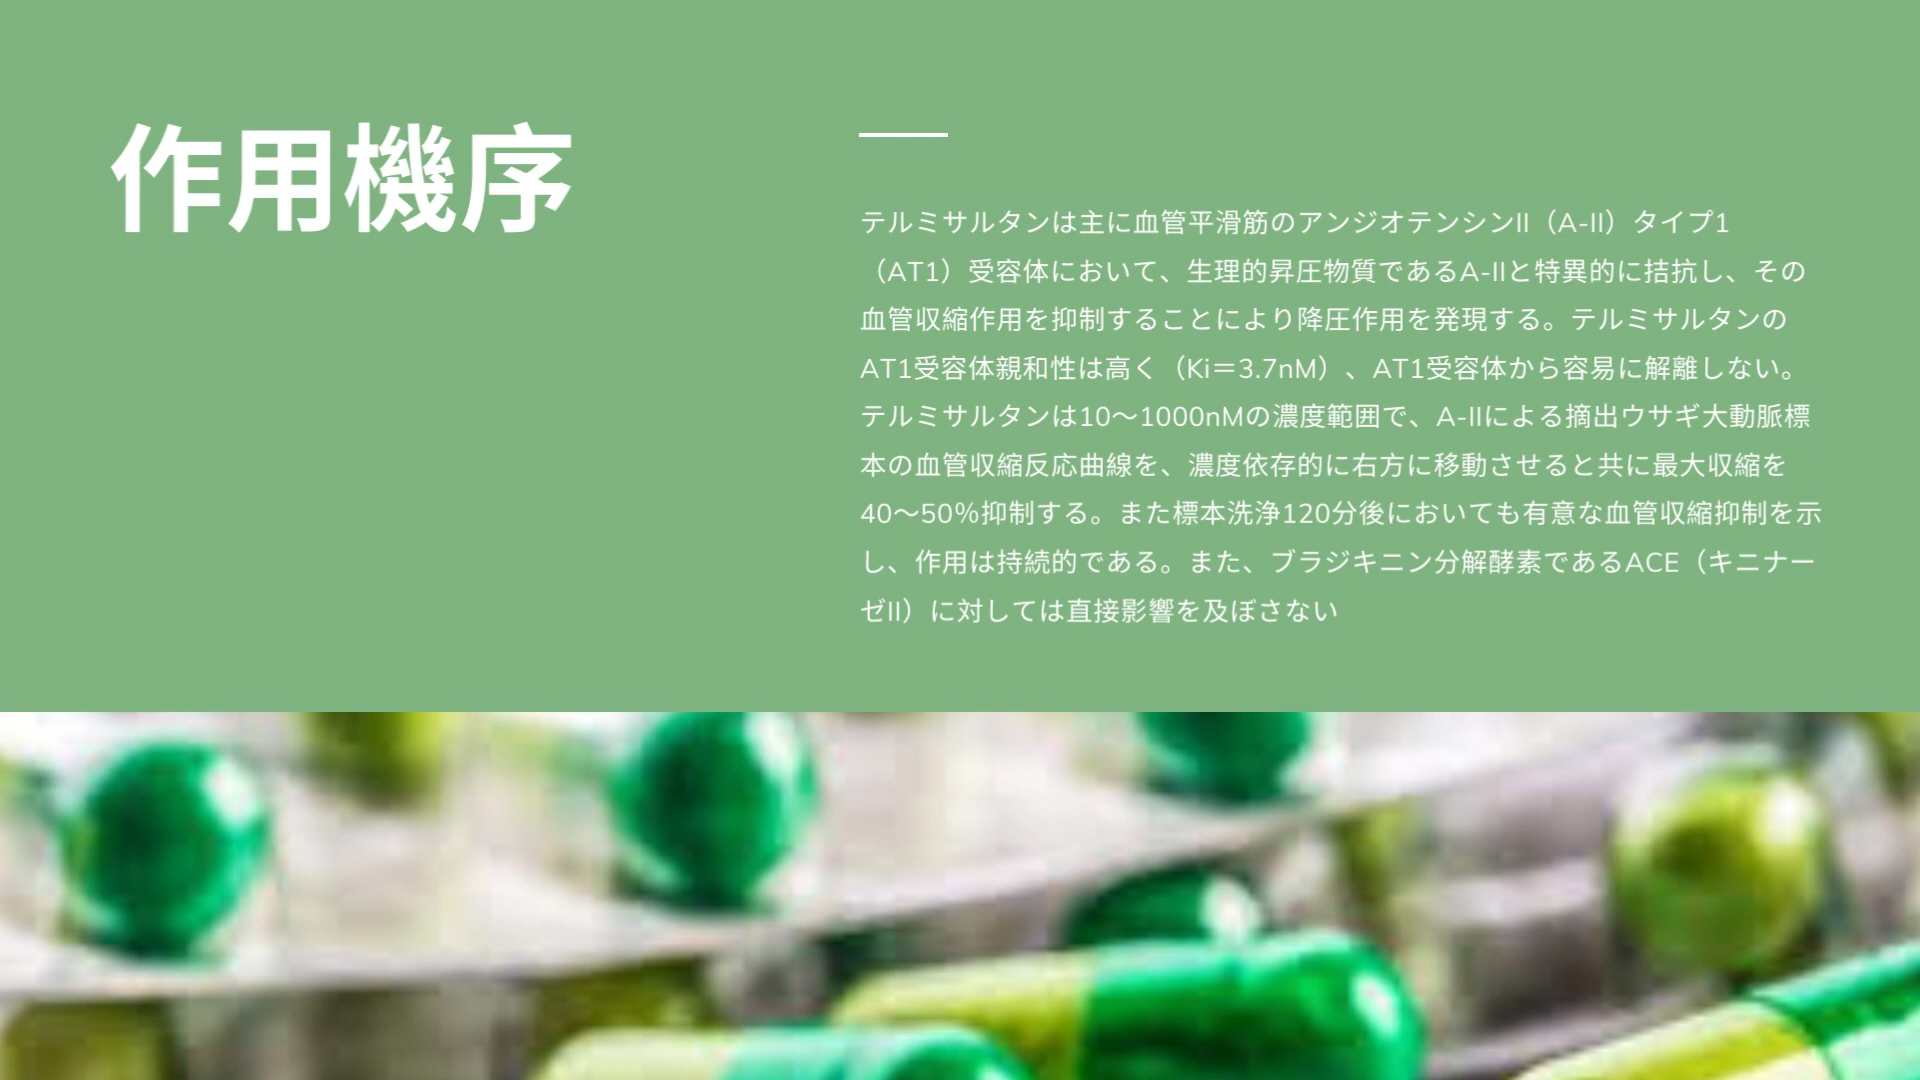 作用機序
テルミサルタンは主に血管平滑筋のアンジオテンシンII（A-II）タイプ1
（AT1）受容体において、生理的昇圧物質であるA-IIと特異的に拮抗し、その
血管収縮作用を抑制することにより降圧作用を発現する。テルミサルタンの
AT1受容体親和性は高く（Ki＝3.7nM）、AT1受容体から容易に解離しない。
テルミサルタンは10～1000nMの濃度範囲で、A-IIによる摘出ウサギ大動脈標
本の血管収縮反応曲線を、濃度依存的に右方に移動させると共に最大収縮を
40～50％抑制する。また標本洗浄120分後においても有意な血管収縮抑制を示
し、作用は持続的である。また、ブラジキニン分解酵素であるACE（キニナー
ゼII）に対しては直接影響を及ぼさない